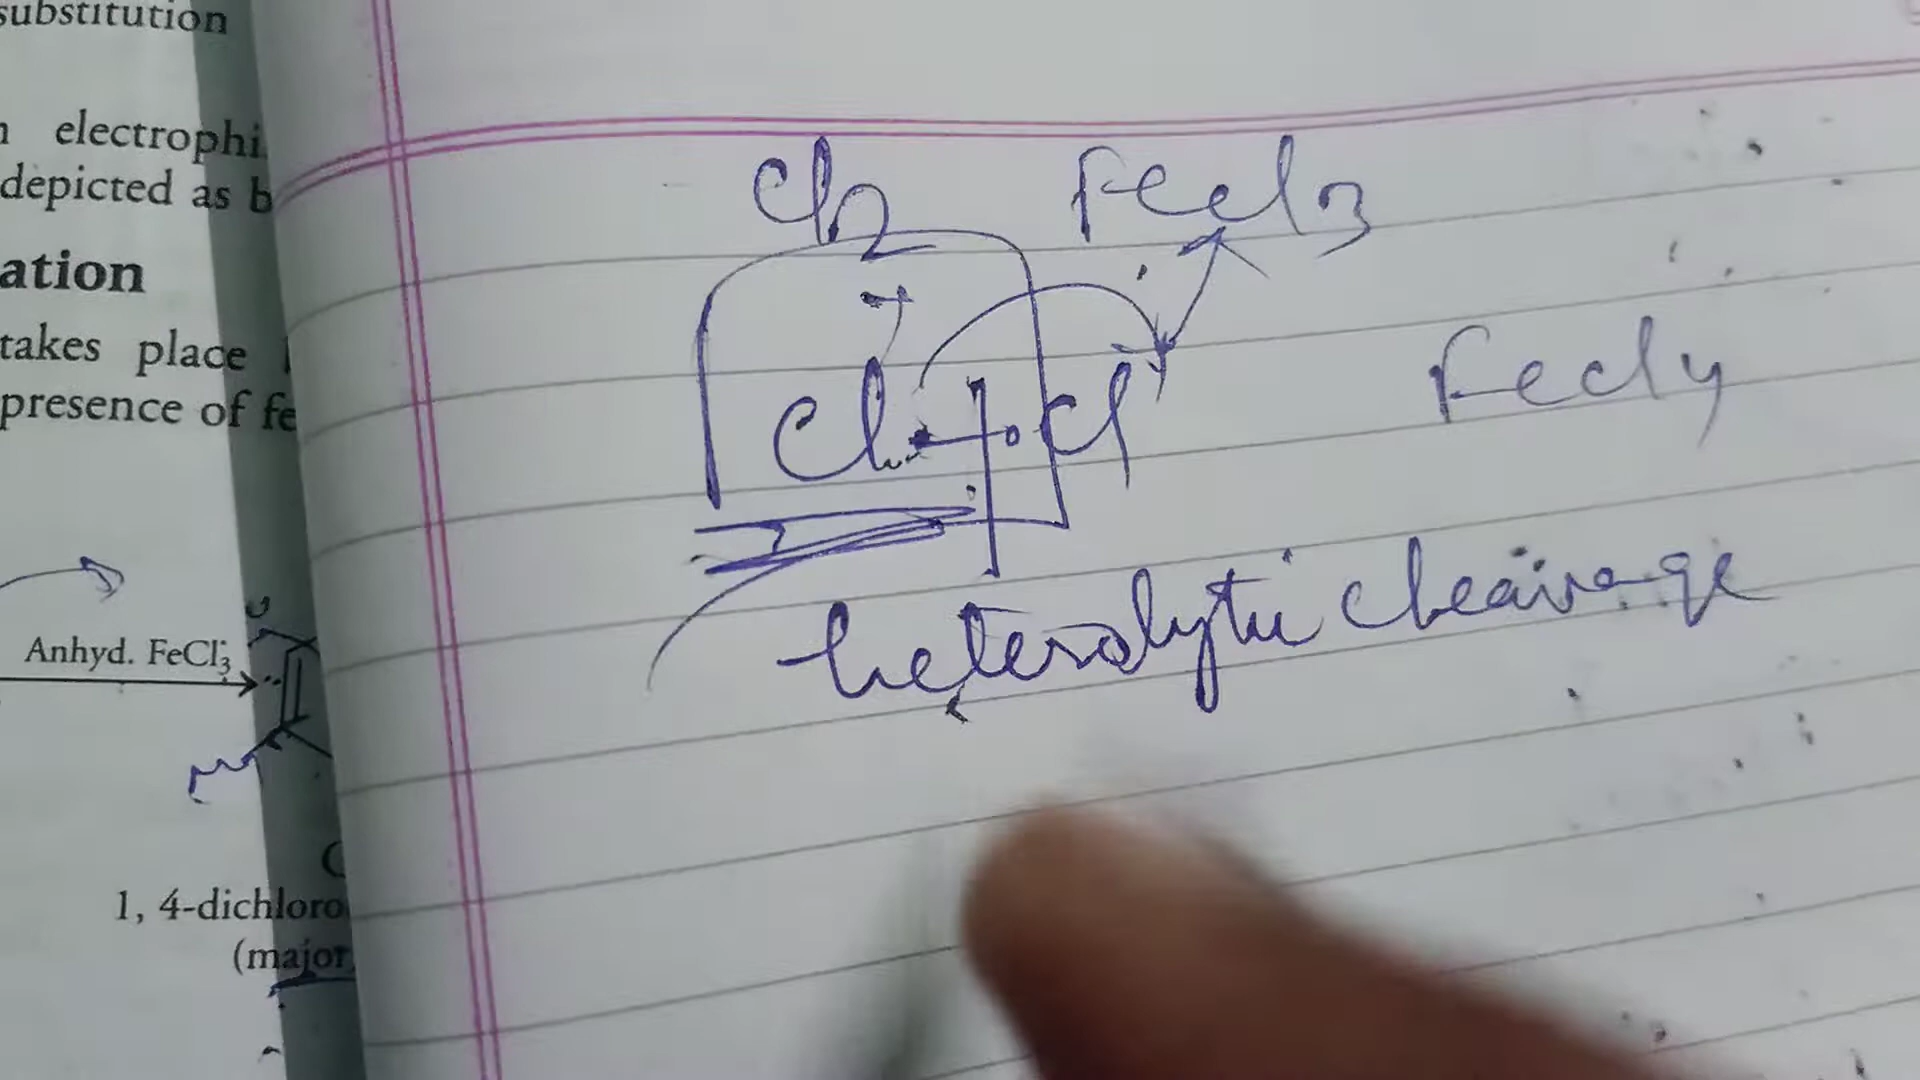 substitution
electrophi
depicted as b
ation
takes place
presence of fe
Anhyd. FeCl3
1, 4-dichloro
(major
Cl2 FeCl3
Cl Cl
FeCl4
heterolytic cleavage